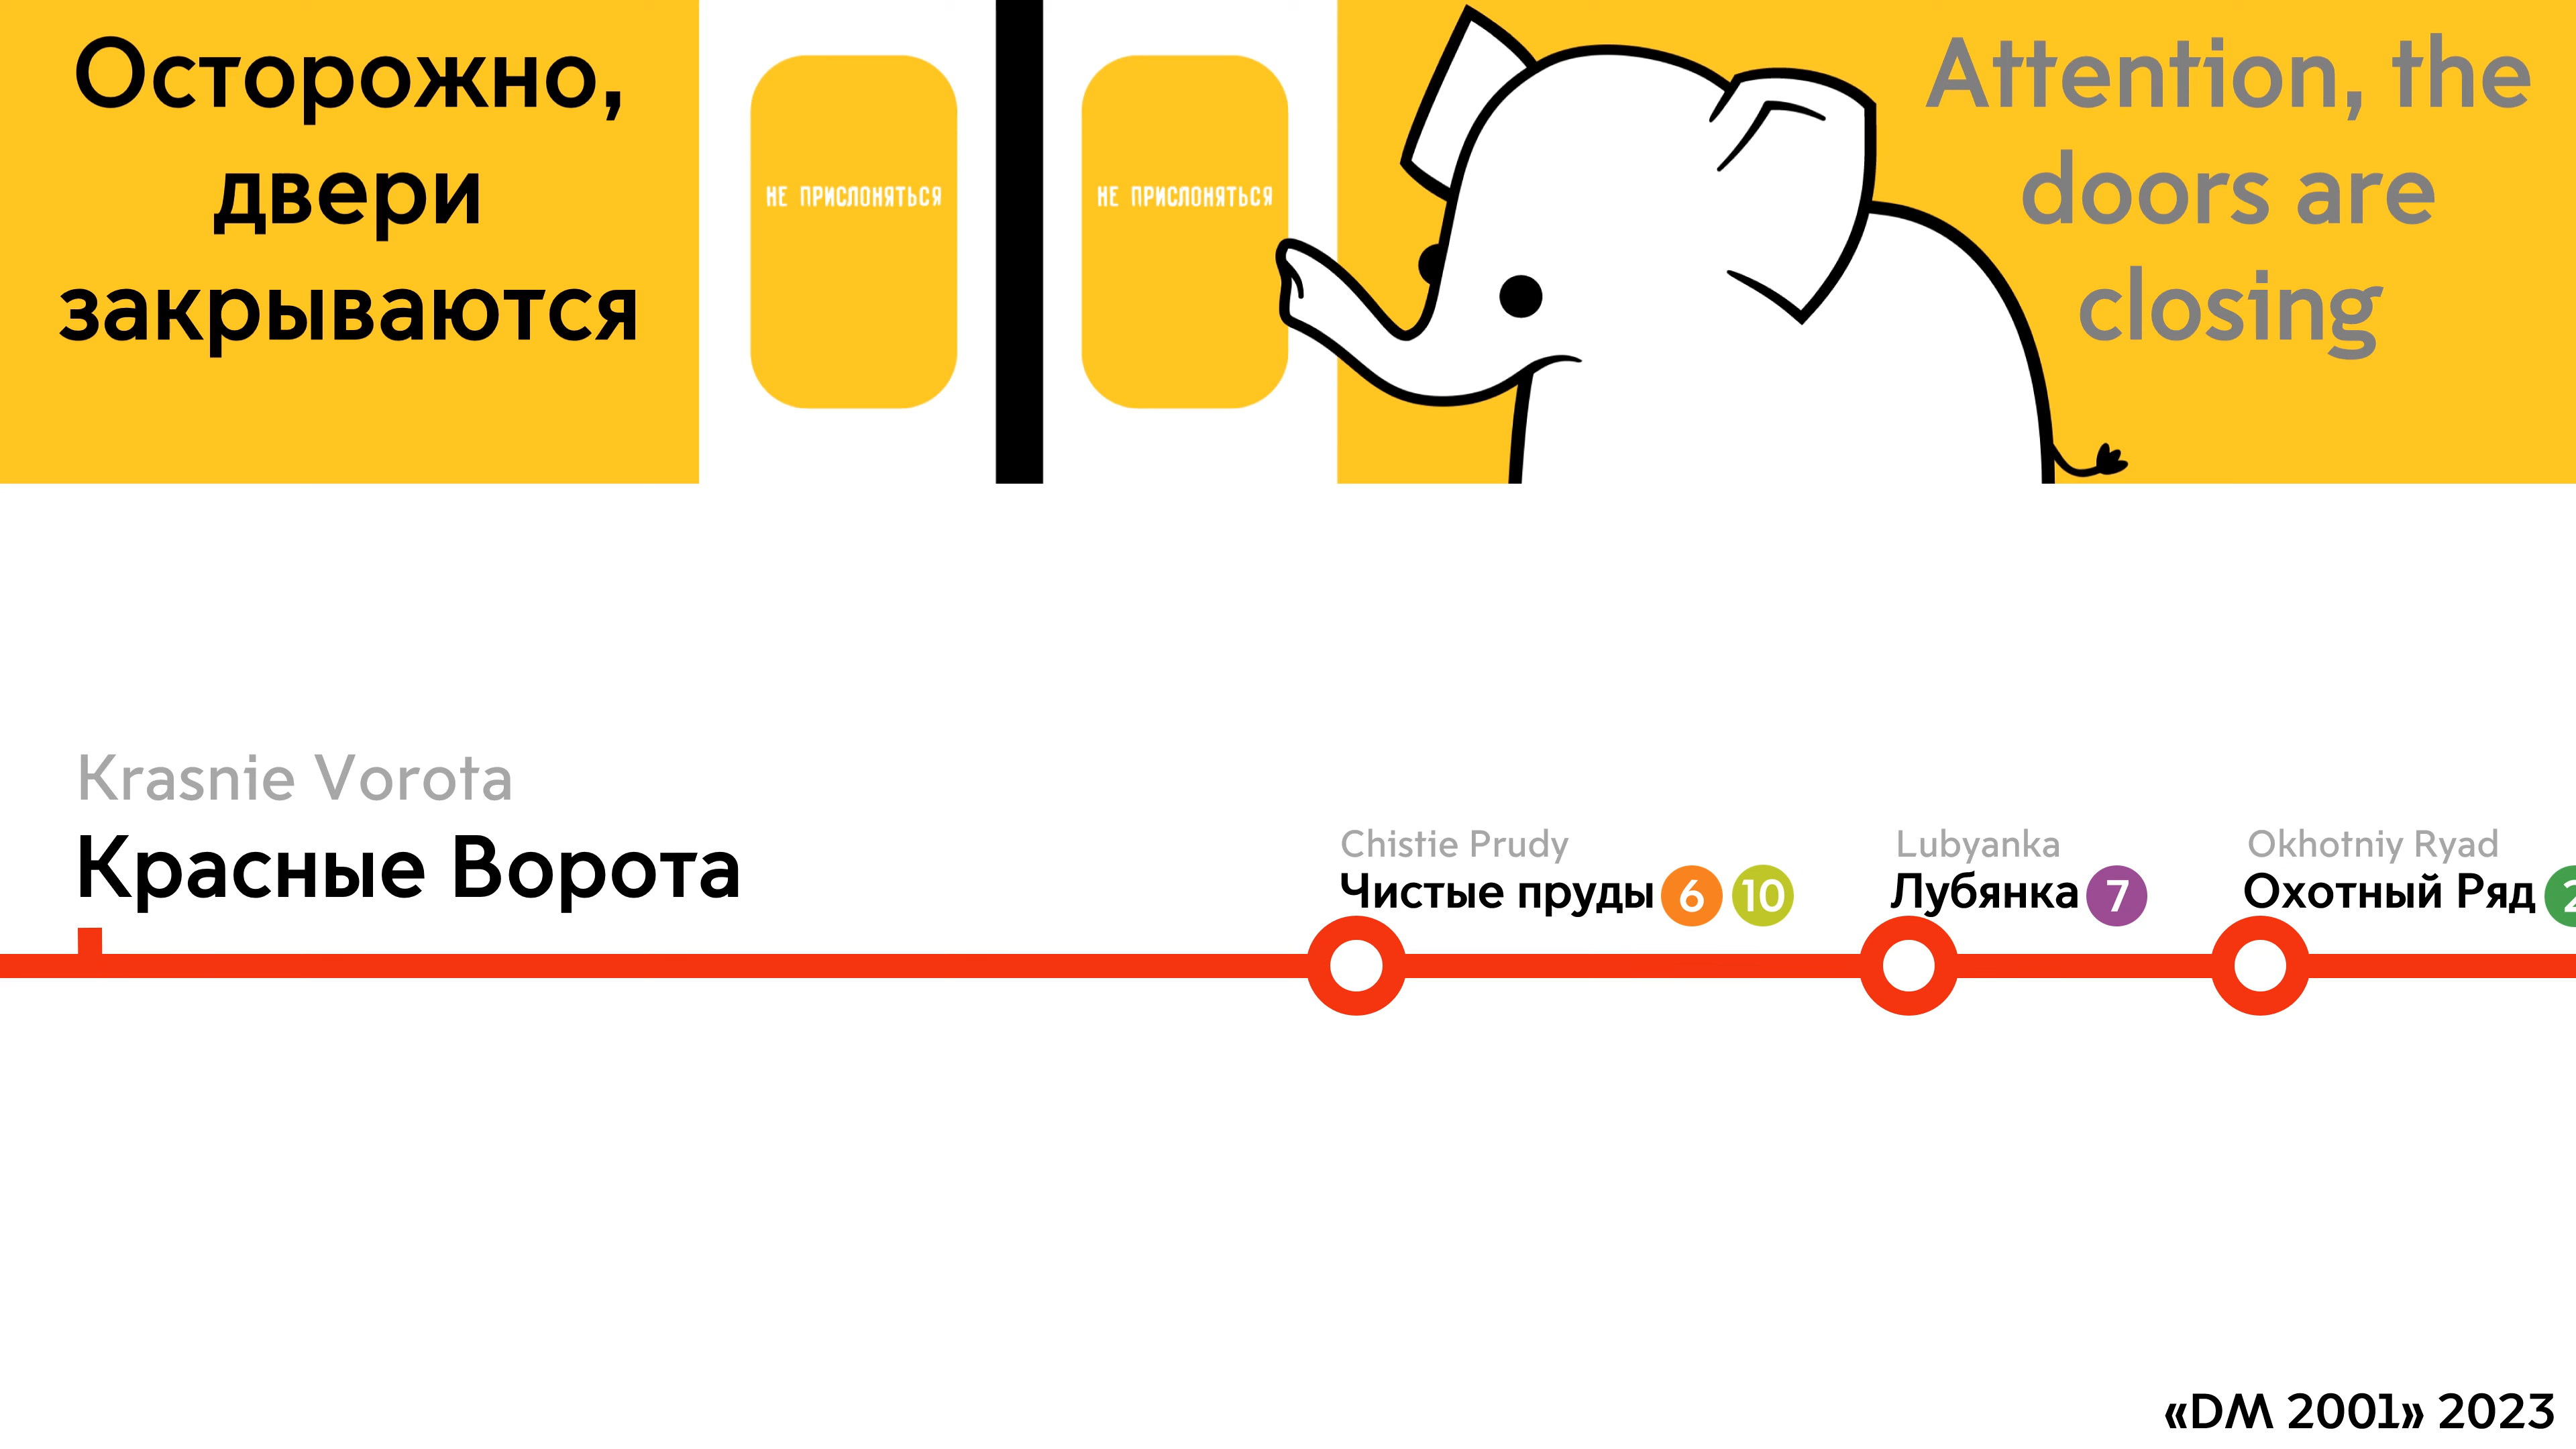 Осторожно,
двери
закрываются
НЕ ПРИСЛОНЯТЬСЯ
НЕ ПРИСЛОНЯТЬСЯ
Attention, the
doors are
closing
Krasnie Vorota
Красные Ворота
Chistie Prudy
Чистые пруды 6 10
Lubyanka
Лубянка 7
Okhotniy Ryad
Охотный Ряд 2
«DM 2001» 2023